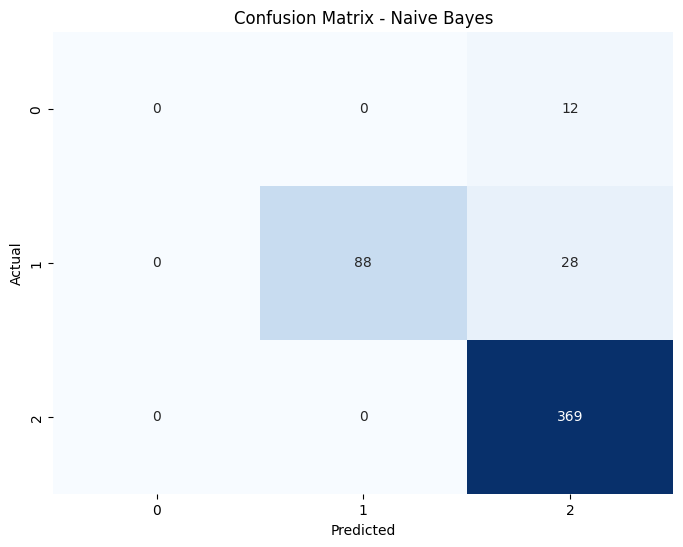 Confusion Matrix - Naive Bayes
0 0 0 12
Actual
1 0 88 28
2 0 0 369
0 1 2
Predicted